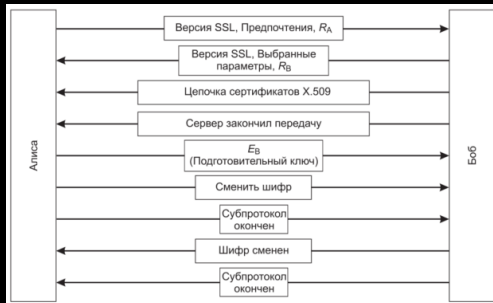 Версия SSL, Предпочтения, RA
Версия SSL, Выбранные
параметры, RB
Цепочка сертификатов X.509
Сервер закончил передачу
EB
(Подготовительный ключ)
Сменить шифр
Субпротокол
окончен
Шифр сменен
Субпротокол
окончен
Алиса
Боб